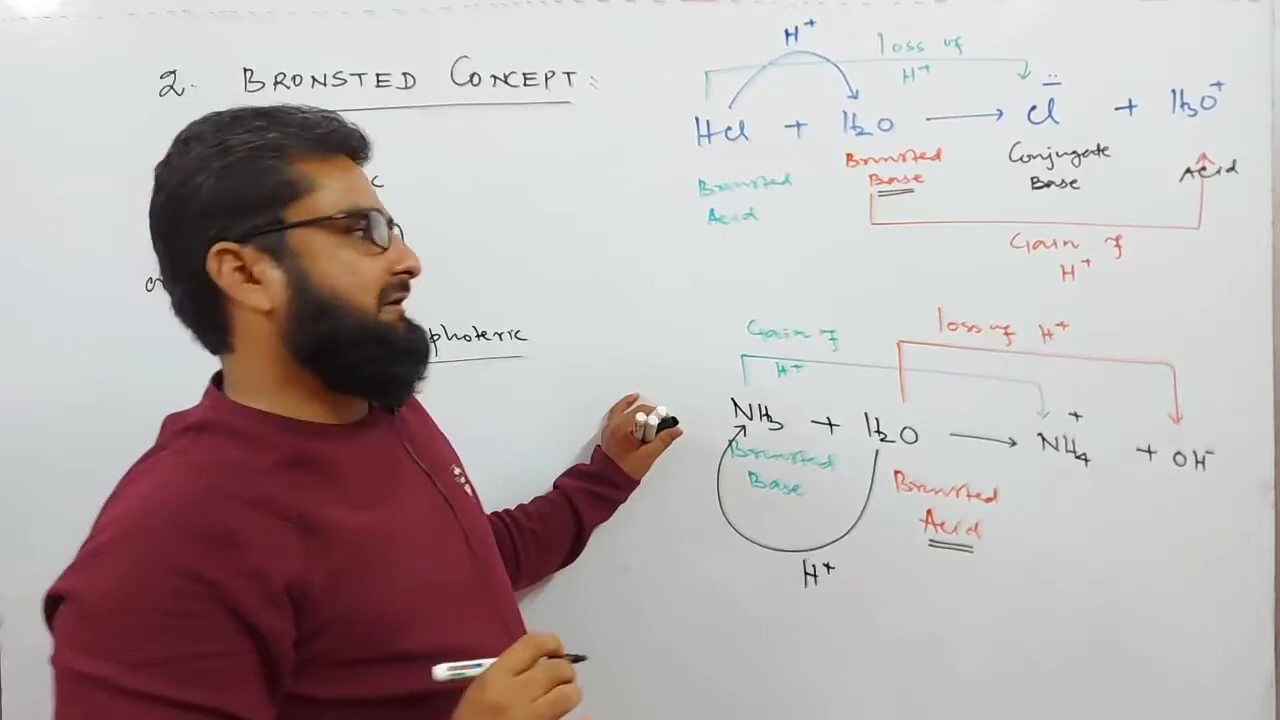 2. BRONSTED CONCEPT:
c
photeric
H+
loss of
H+
HCl + H2O → Cl̈⁻ + H3O+
Bronsted
Acid
Bronsted
Base
Conjugate
Base
Acid
Gain of
H+
Gain of
H+
loss of H+
NH3 + H2O → NH4+ + OH-
Bronsted
Base
Bronsted
Acid
H+